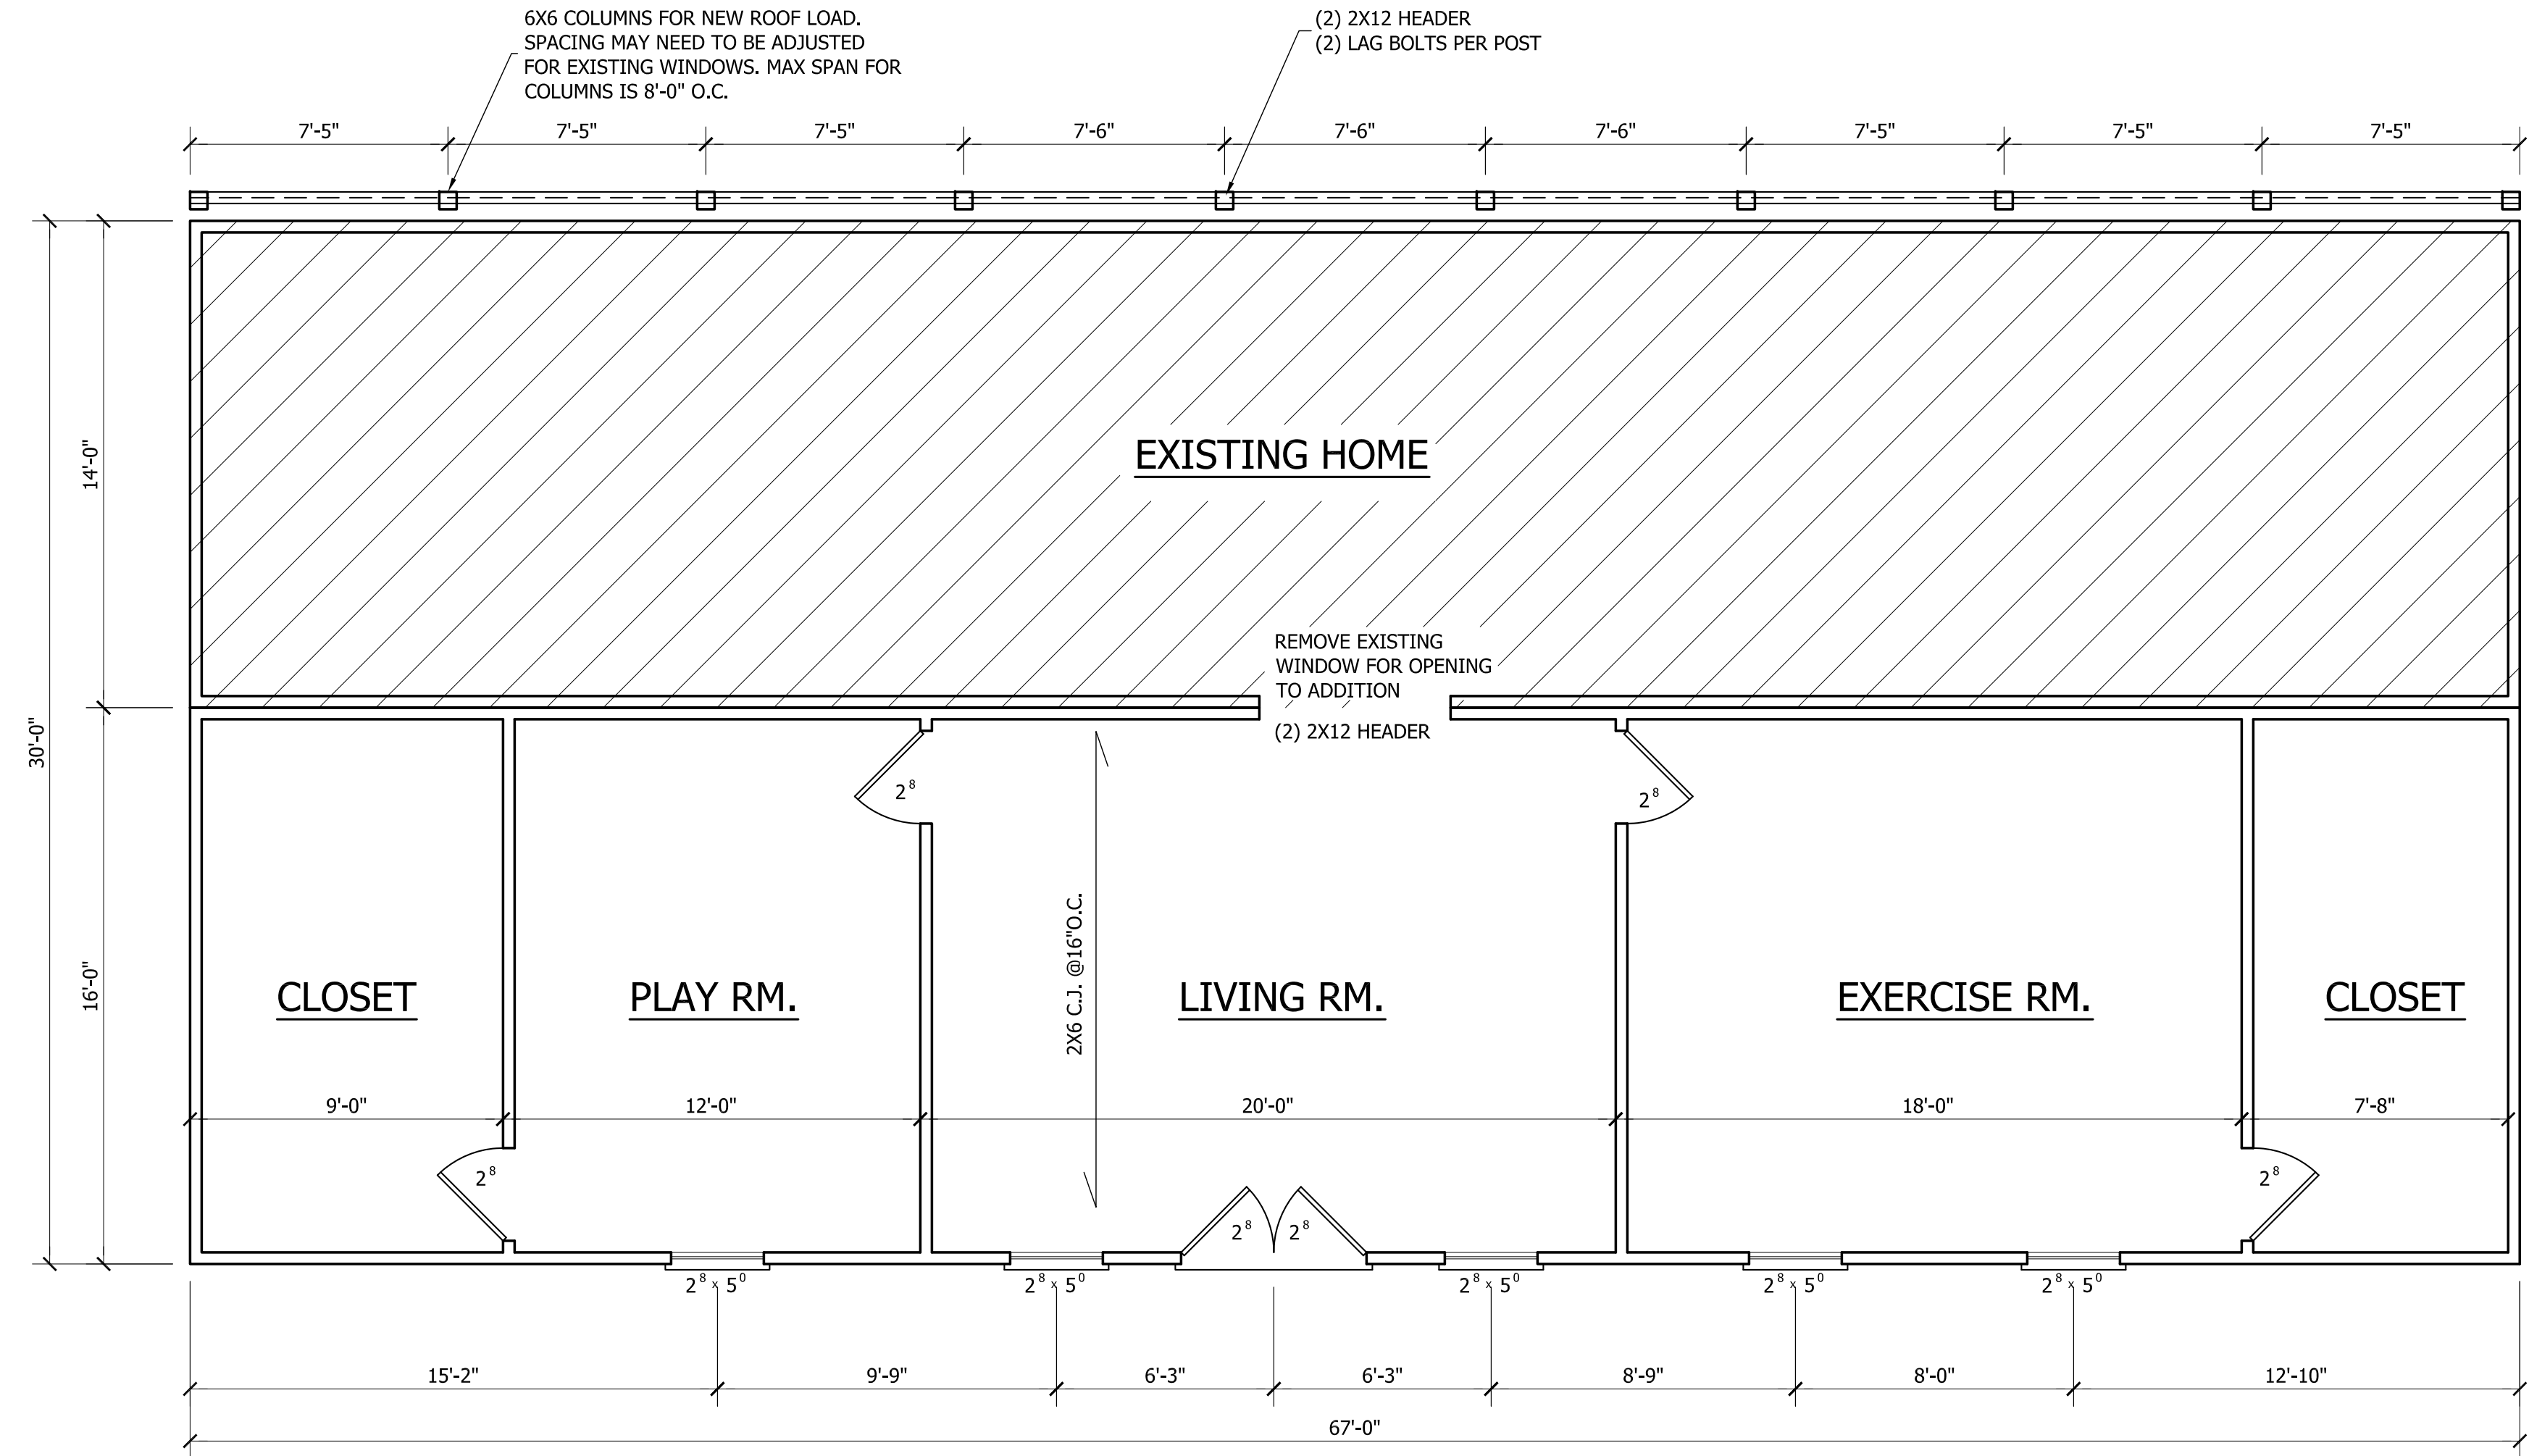 6X6 COLUMNS FOR NEW ROOF LOAD.
SPACING MAY NEED TO BE ADJUSTED
FOR EXISTING WINDOWS. MAX SPAN FOR
COLUMNS IS 8'-0" O.C.
(2) 2X12 HEADER
(2) LAG BOLTS PER POST
7'-5" 7'-5" 7'-5" 7'-6" 7'-6" 7'-6" 7'-5" 7'-5" 7'-5"
14'-0"
EXISTING HOME
REMOVE EXISTING
WINDOW FOR OPENING
TO ADDITION
(2) 2X12 HEADER
30'-0"
16'-0"
2⁸ 2⁸
2X6 C.J. @16"O.C.
CLOSET PLAY RM. LIVING RM. EXERCISE RM. CLOSET
9'-0" 12'-0" 20'-0" 18'-0" 7'-8"
2⁸ 2⁸
2⁸ 2⁸
2⁸ x 5⁰ 2⁸ x 5⁰ 2⁸ x 5⁰ 2⁸ x 5⁰ 2⁸ x 5⁰
15'-2" 9'-9" 6'-3" 6'-3" 8'-9" 8'-0" 12'-10"
67'-0"